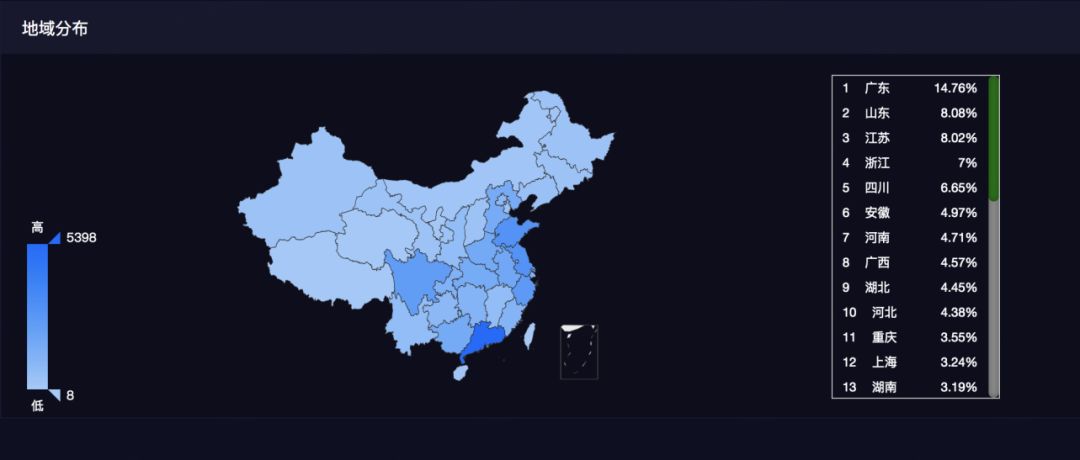 地域分布
高
5398
8
低
1 广东 14.76%
2 山东 8.08%
3 江苏 8.02%
4 浙江 7%
5 四川 6.65%
6 安徽 4.97%
7 河南 4.71%
8 广西 4.57%
9 湖北 4.45%
10 河北 4.38%
11 重庆 3.55%
12 上海 3.24%
13 湖南 3.19%